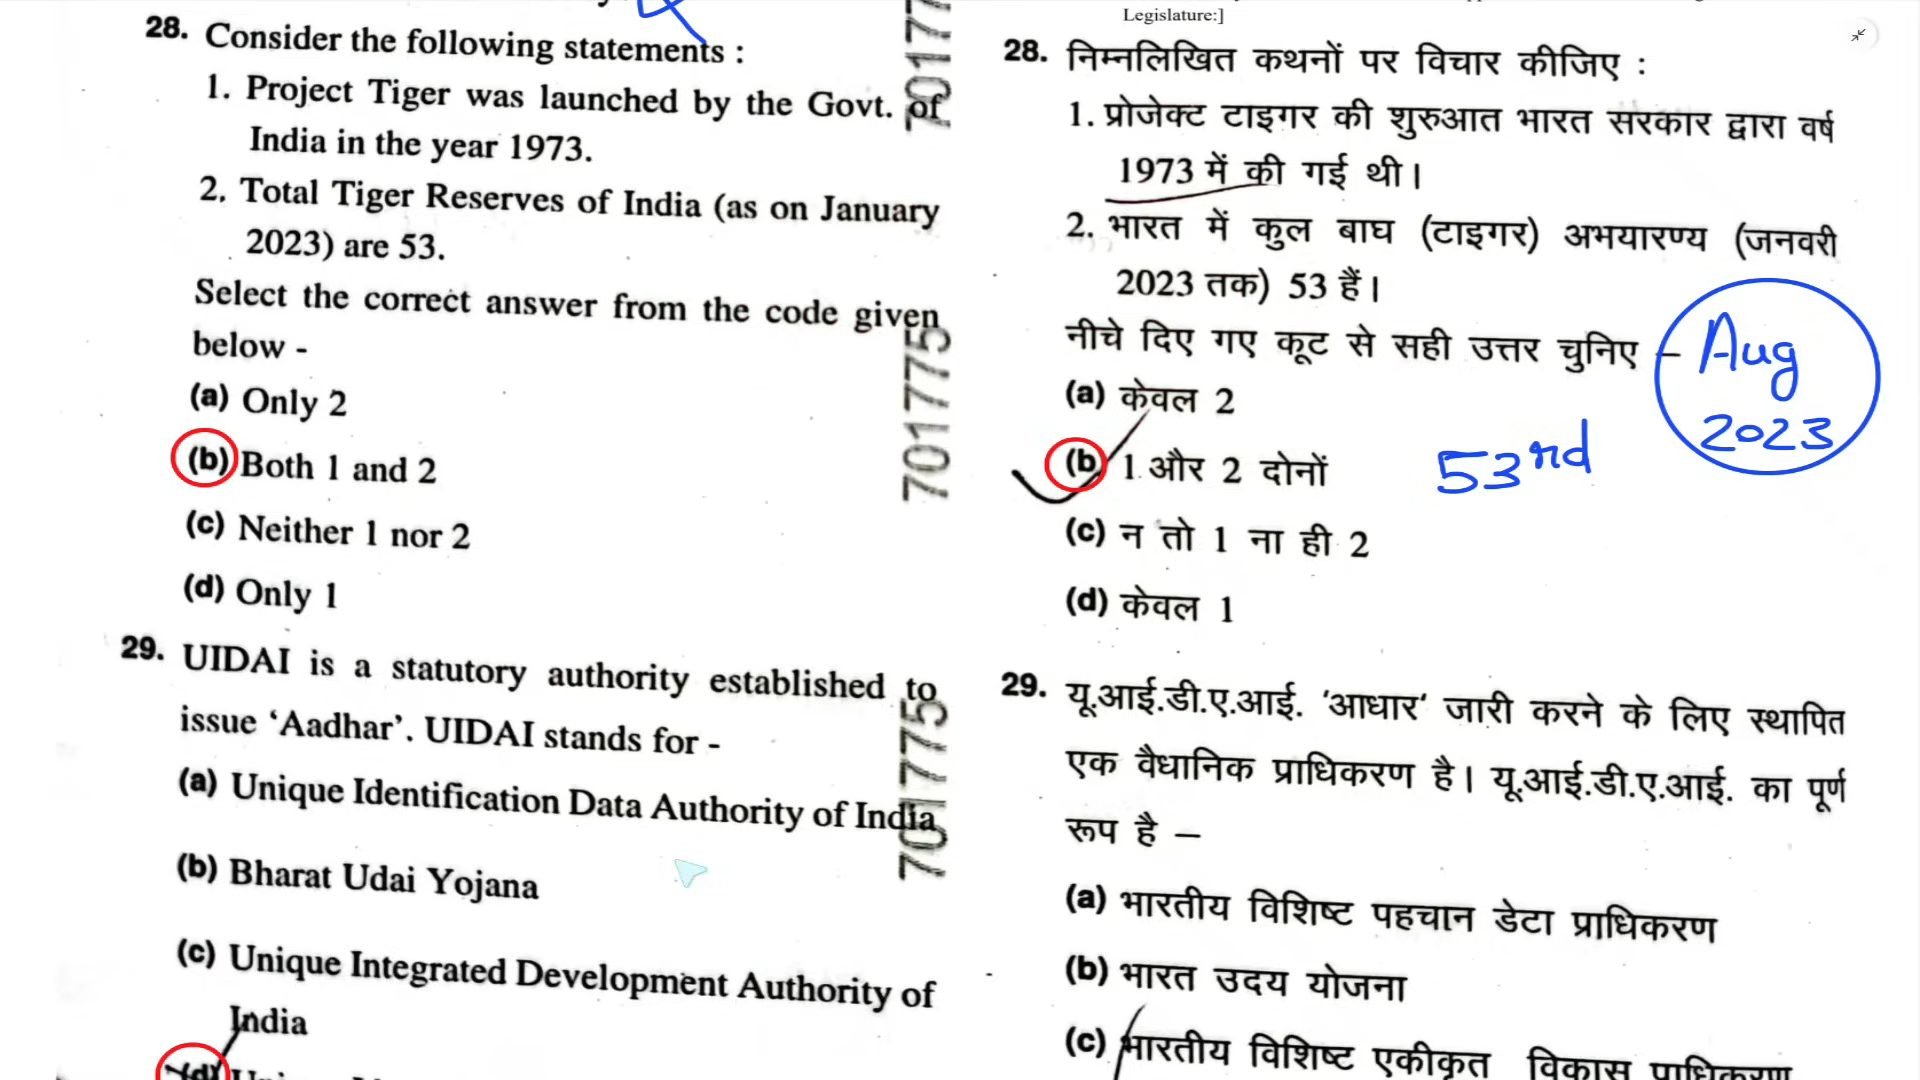 Legislature:]
28. Consider the following statements :
1. Project Tiger was launched by the Govt. of
India in the year 1973.
2. Total Tiger Reserves of India (as on January
2023) are 53.
Select the correct answer from the code given
below -
(a) Only 2
(b) Both 1 and 2
(c) Neither 1 nor 2
(d) Only 1
29. UIDAI is a statutory authority established to
issue ‘Aadhar’. UIDAI stands for -
(a) Unique Identification Data Authority of India
(b) Bharat Udai Yojana
(c) Unique Integrated Development Authority of
India
(d)
7017775
7017775
28. निम्नलिखित कथनों पर विचार कीजिए :
1. प्रोजेक्ट टाइगर की शुरुआत भारत सरकार द्वारा वर्ष
1973 में की गई थी।
2. भारत में कुल बाघ (टाइगर) अभयारण्य (जनवरी
2023 तक) 53 हैं।
नीचे दिए गए कूट से सही उत्तर चुनिए –
(a) केवल 2
(b) 1 और 2 दोनों
(c) न तो 1 ना ही 2
(d) केवल 1
Aug
2023
53rd
29. यू.आई.डी.ए.आई. ‘आधार‘ जारी करने के लिए स्थापित
एक वैधानिक प्राधिकरण है। यू.आई.डी.ए.आई. का पूर्ण
रूप है –
(a) भारतीय विशिष्ट पहचान डेटा प्राधिकरण
(b) भारत उदय योजना
(c) भारतीय विशिष्ट एकीकृत विकास प्राधिकरण